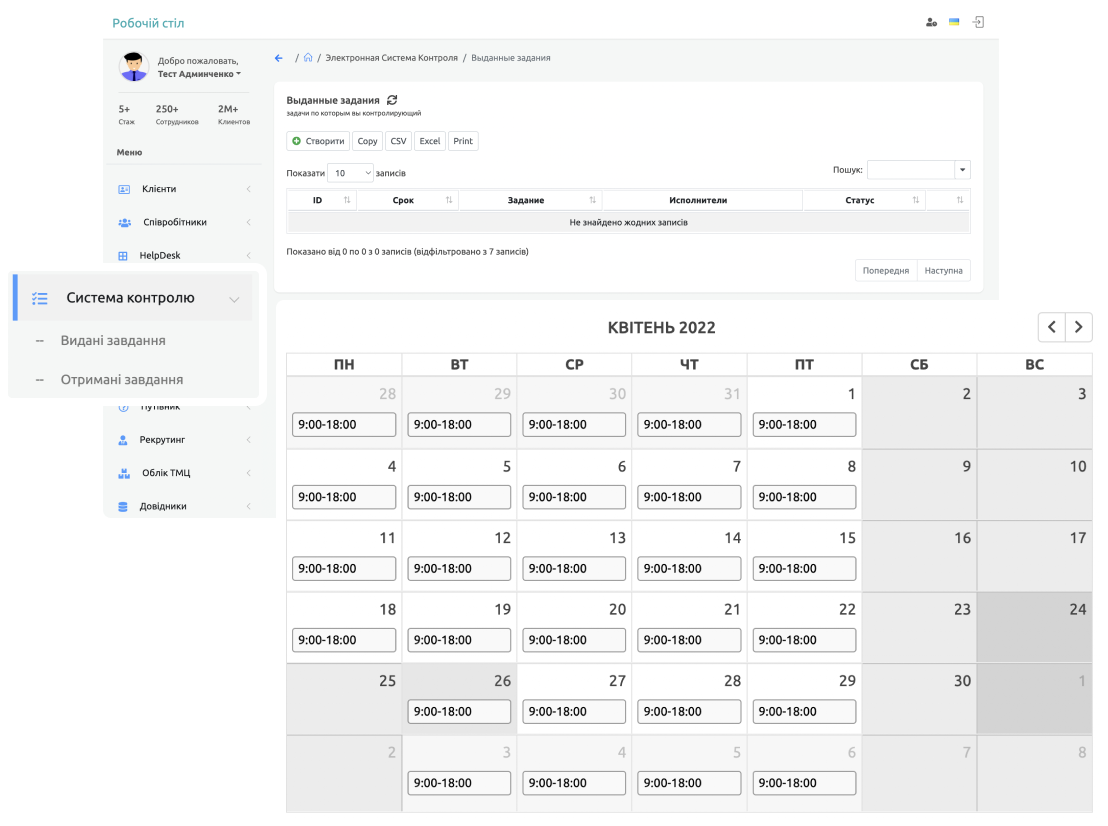 Робочій стіл
Добро пожаловать,
Тест Админченко
5+ 250+ 2M+
Стаж Сотрудников Клиентов
Меню
Клієнти
Співробітники
HelpDesk
Система контролю
-- Видані завдання
-- Отримані завдання
Путівник
Рекрутинг
Облік ТМЦ
Довідники
/ / Электронная Система Контроля / Выданные задания
Выданные задания
задачи по которым вы контролирующий
Створити Copy CSV Excel Print
Показати 10 записів
Пошук:
ID Срок Задание Исполнители Статус
Не знайдено жодних записів
Показано від 0 по 0 з 0 записів (відфільтровано з 7 записів)
Попередня Наступна
КВІТЕНЬ 2022
ПН ВТ СР ЧТ ПТ СБ ВС
28 29 30 31 1 2 3
9:00-18:00 9:00-18:00 9:00-18:00 9:00-18:00 9:00-18:00
4 5 6 7 8 9 10
9:00-18:00 9:00-18:00 9:00-18:00 9:00-18:00 9:00-18:00
11 12 13 14 15 16 17
9:00-18:00 9:00-18:00 9:00-18:00 9:00-18:00 9:00-18:00
18 19 20 21 22 23 24
9:00-18:00 9:00-18:00 9:00-18:00 9:00-18:00 9:00-18:00
25 26 27 28 29 30 1
9:00-18:00 9:00-18:00 9:00-18:00 9:00-18:00
2 3 4 5 6 7 8
9:00-18:00 9:00-18:00 9:00-18:00 9:00-18:00